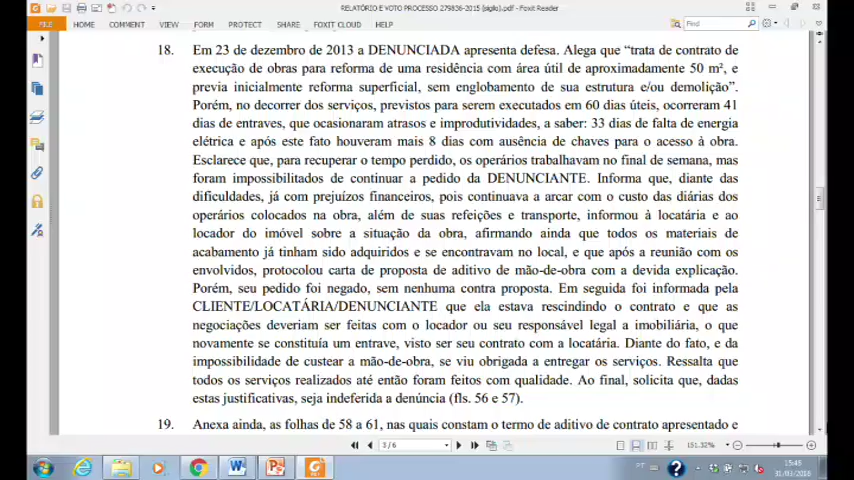 RELATÓRIO E VOTO PROCESSO 279836-2015 (sigilo).pdf - Foxit Reader
FILE HOME COMMENT VIEW FORM PROTECT SHARE FOXIT CLOUD HELP
Find
18. Em 23 de dezembro de 2013 a DENUNCIADA apresenta defesa. Alega que “trata de contrato de
execução de obras para reforma de uma residência com área útil de aproximadamente 50 m², e
previa inicialmente reforma superficial, sem englobamento de sua estrutura e/ou demolição”.
Porém, no decorrer dos serviços, previstos para serem executados em 60 dias úteis, ocorreram 41
dias de entraves, que ocasionaram atrasos e improdutividades, a saber: 33 dias de falta de energia
elétrica e após este fato houveram mais 8 dias com ausência de chaves para o acesso à obra.
Esclarece que, para recuperar o tempo perdido, os operários trabalhavam no final de semana, mas
foram impossibilitados de continuar a pedido da DENUNCIANTE. Informa que, diante das
dificuldades, já com prejuízos financeiros, pois continuava a arcar com o custo das diárias dos
operários colocados na obra, além de suas refeições e transporte, informou à locatária e ao
locador do imóvel sobre a situação da obra, afirmando ainda que todos os materiais de
acabamento já tinham sido adquiridos e se encontravam no local, e que após a reunião com os
envolvidos, protocolou carta de proposta de aditivo de mão-de-obra com a devida explicação.
Porém, seu pedido foi negado, sem nenhuma contra proposta. Em seguida foi informada pela
CLIENTE/LOCATÁRIA/DENUNCIANTE que ela estava rescindindo o contrato e que as
negociações deveriam ser feitas com o locador ou seu responsável legal a imobiliária, o que
novamente se constituía um entrave, visto ser seu contrato com a locatária. Diante do fato, e da
impossibilidade de custear a mão-de-obra, se viu obrigada a entregar os serviços. Ressalta que
todos os serviços realizados até então foram feitos com qualidade. Ao final, solicita que, dadas
estas justificativas, seja indeferida a denúncia (fls. 56 e 57).
19. Anexa ainda, as folhas de 58 a 61, nas quais constam o termo de aditivo de contrato apresentado e
3 / 6
151.32%
PT
15:45
31/03/2016